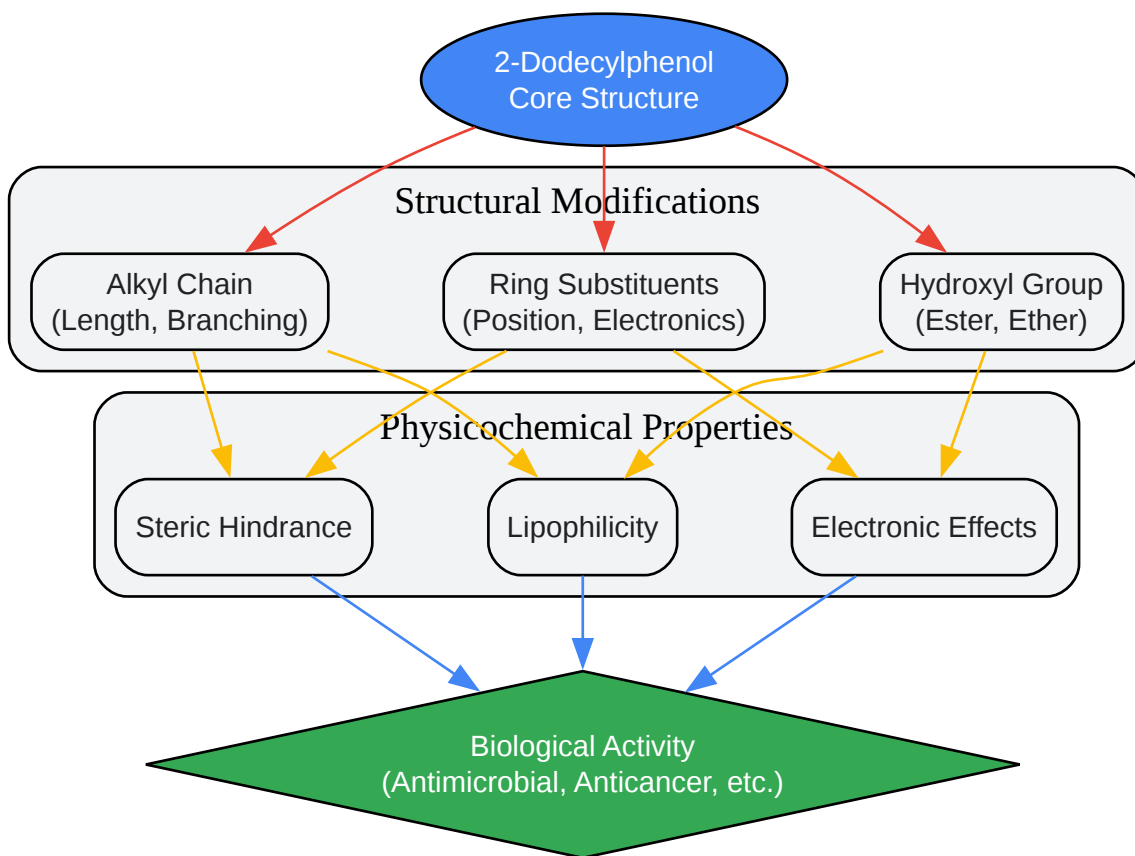 2-Dodecylphenol
Core Structure
Structural Modifications
Alkyl Chain
(Length, Branching)
Ring Substituents
(Position, Electronics)
Hydroxyl Group
(Ester, Ether)
Physicochemical Properties
Steric Hindrance
Lipophilicity
Electronic Effects
Biological Activity
(Antimicrobial, Anticancer, etc.)